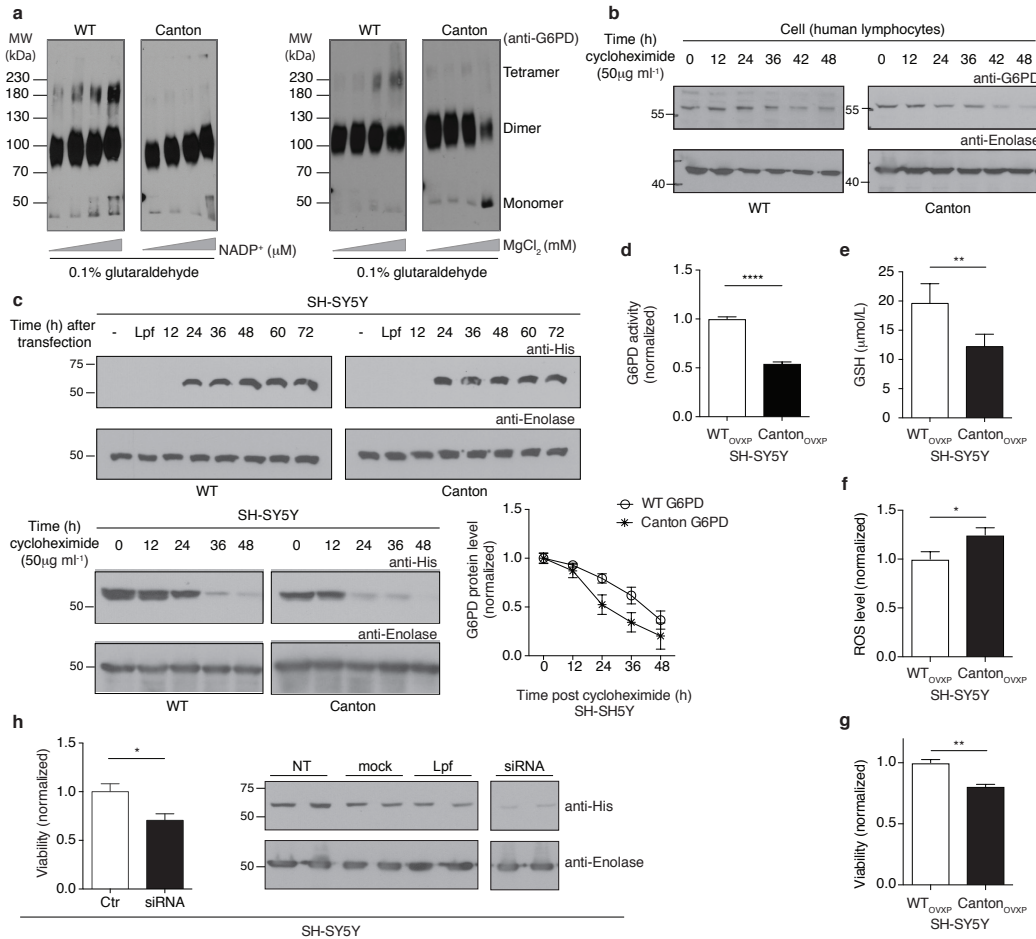 a
MW
(kDa)
WT
Canton
230
180
130
100
70
50
NADP⁺ (μM)
0.1% glutaraldehyde
MW
(kDa)
WT
Canton
(anti-G6PD)
230
180
130
100
70
50
Tetramer
Dimer
Monomer
MgCl₂ (mM)
0.1% glutaraldehyde
b
Cell (human lymphocytes)
Time (h)
cycloheximide
(50μg ml⁻¹)
0 12 24 36 42 48
0 12 24 36 42 48
anti-G6PD
55
55
anti-Enolase
40
40
WT
Canton
c
SH-SY5Y
Time (h) after
transfection
- Lpf 12 24 36 48 60 72
- Lpf 12 24 36 48 60 72
anti-His
75
50
anti-Enolase
50
WT
Canton
SH-SY5Y
Time (h)
cycloheximide
(50μg ml⁻¹)
0 12 24 36 48
0 12 24 36 48
anti-His
50
anti-Enolase
50
WT
Canton
G6PD protein level
(normalized)
1.5
1.0
0.5
0.0
WT G6PD
Canton G6PD
0 12 24 36 48
Time post cycloheximide (h)
SH-SH5Y
d
G6PD activity
(normalized)
1.5
1.0
0.5
0.0
****
WT_OVXP Canton_OVXP
SH-SY5Y
e
GSH (μmol/L)
25
20
15
10
5
0
**
WT_OVXP Canton_OVXP
SH-SY5Y
f
ROS level (normalized)
1.5
1.0
0.5
0.0
*
WT_OVXP Canton_OVXP
SH-SY5Y
g
Viability (normalized)
1.0
0.5
0.0
**
WT_OVXP Canton_OVXP
SH-SY5Y
h
Viability (normalized)
1.5
1.0
0.5
0.0
*
Ctr siRNA
NT mock Lpf siRNA
75
50
anti-His
50
anti-Enolase
SH-SY5Y